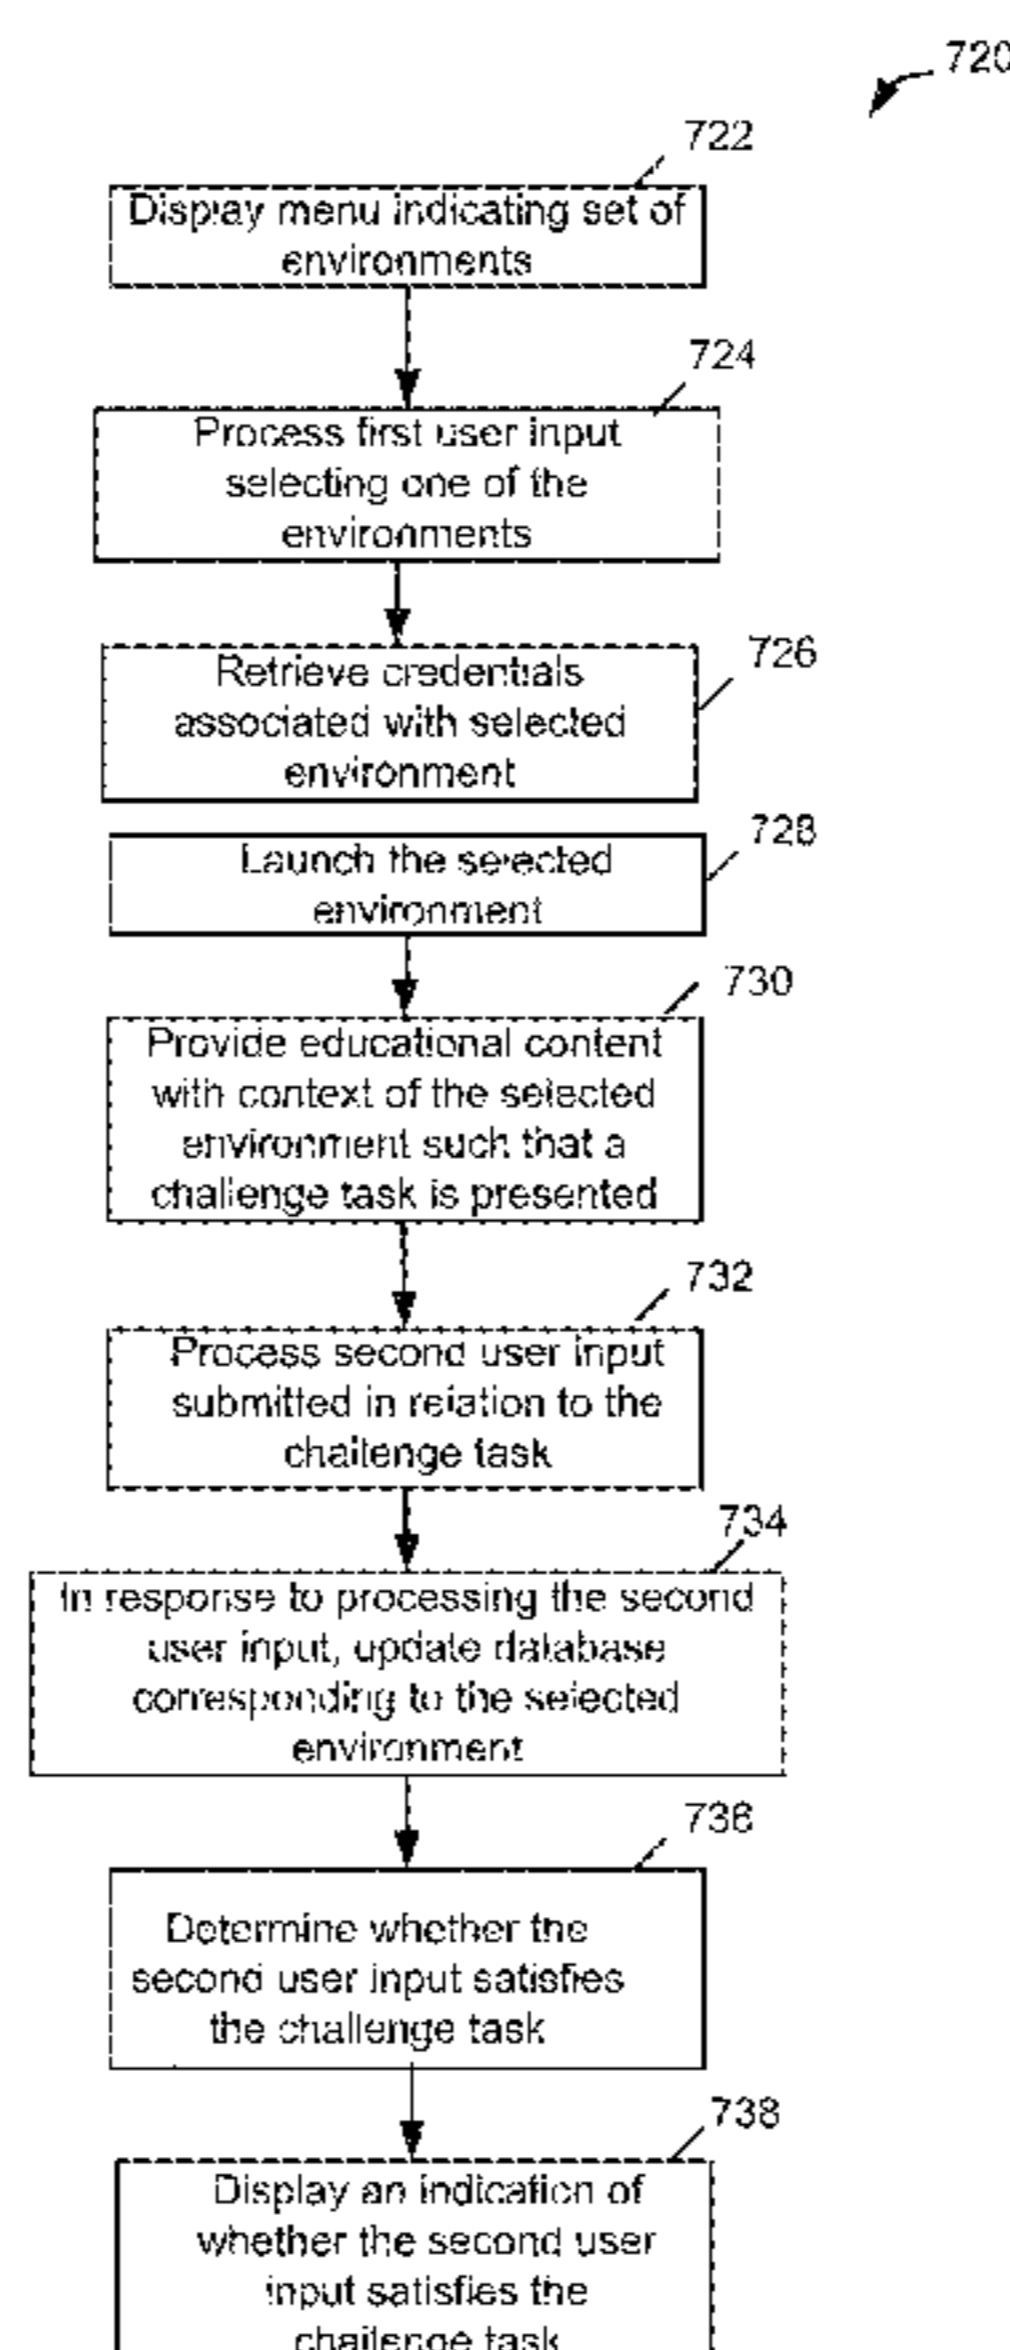 720
722
Display menu indicating set of
environments
724
Process first user input
selecting one of the
environments
726
Retrieve credentials
associated with selected
environment
728
Launch the selected
environment
730
Provide educational content
with context of the selected
environment such that a
challenge task is presented
732
Process second user input
submitted in relation to the
challenge task
734
In response to processing the second
user input, update database
corresponding to the selected
environment
736
Determine whether the
second user input satisfies
the challenge task
738
Display an indication of
whether the second user
input satisfies the
challenge task